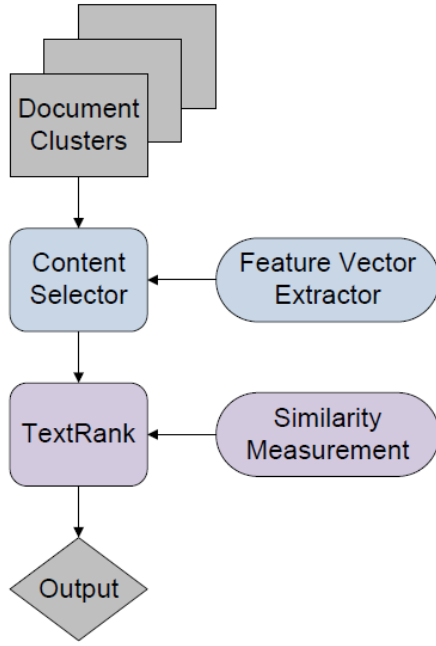 Document
Clusters
Content
Selector
Feature Vector
Extractor
TextRank
Similarity
Measurement
Output